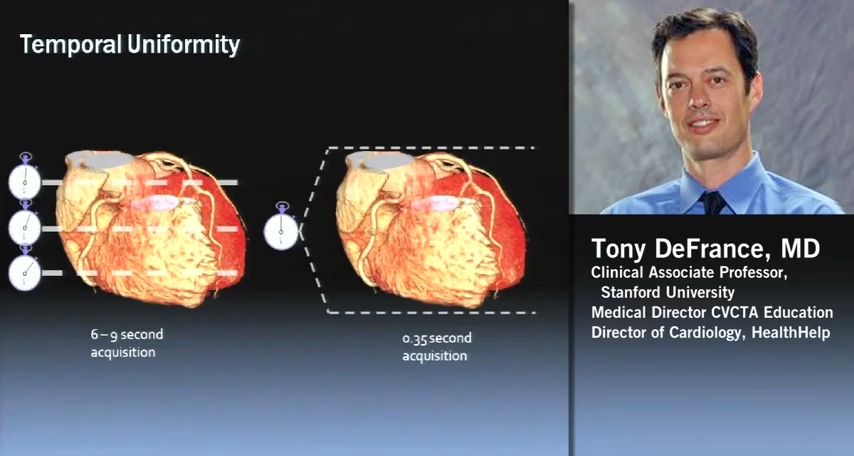 Temporal Uniformity
6–9 second
acquisition
0.35 second
acquisition
Tony DeFrance, MD
Clinical Associate Professor,
Stanford University
Medical Director CVCTA Education
Director of Cardiology, HealthHelp